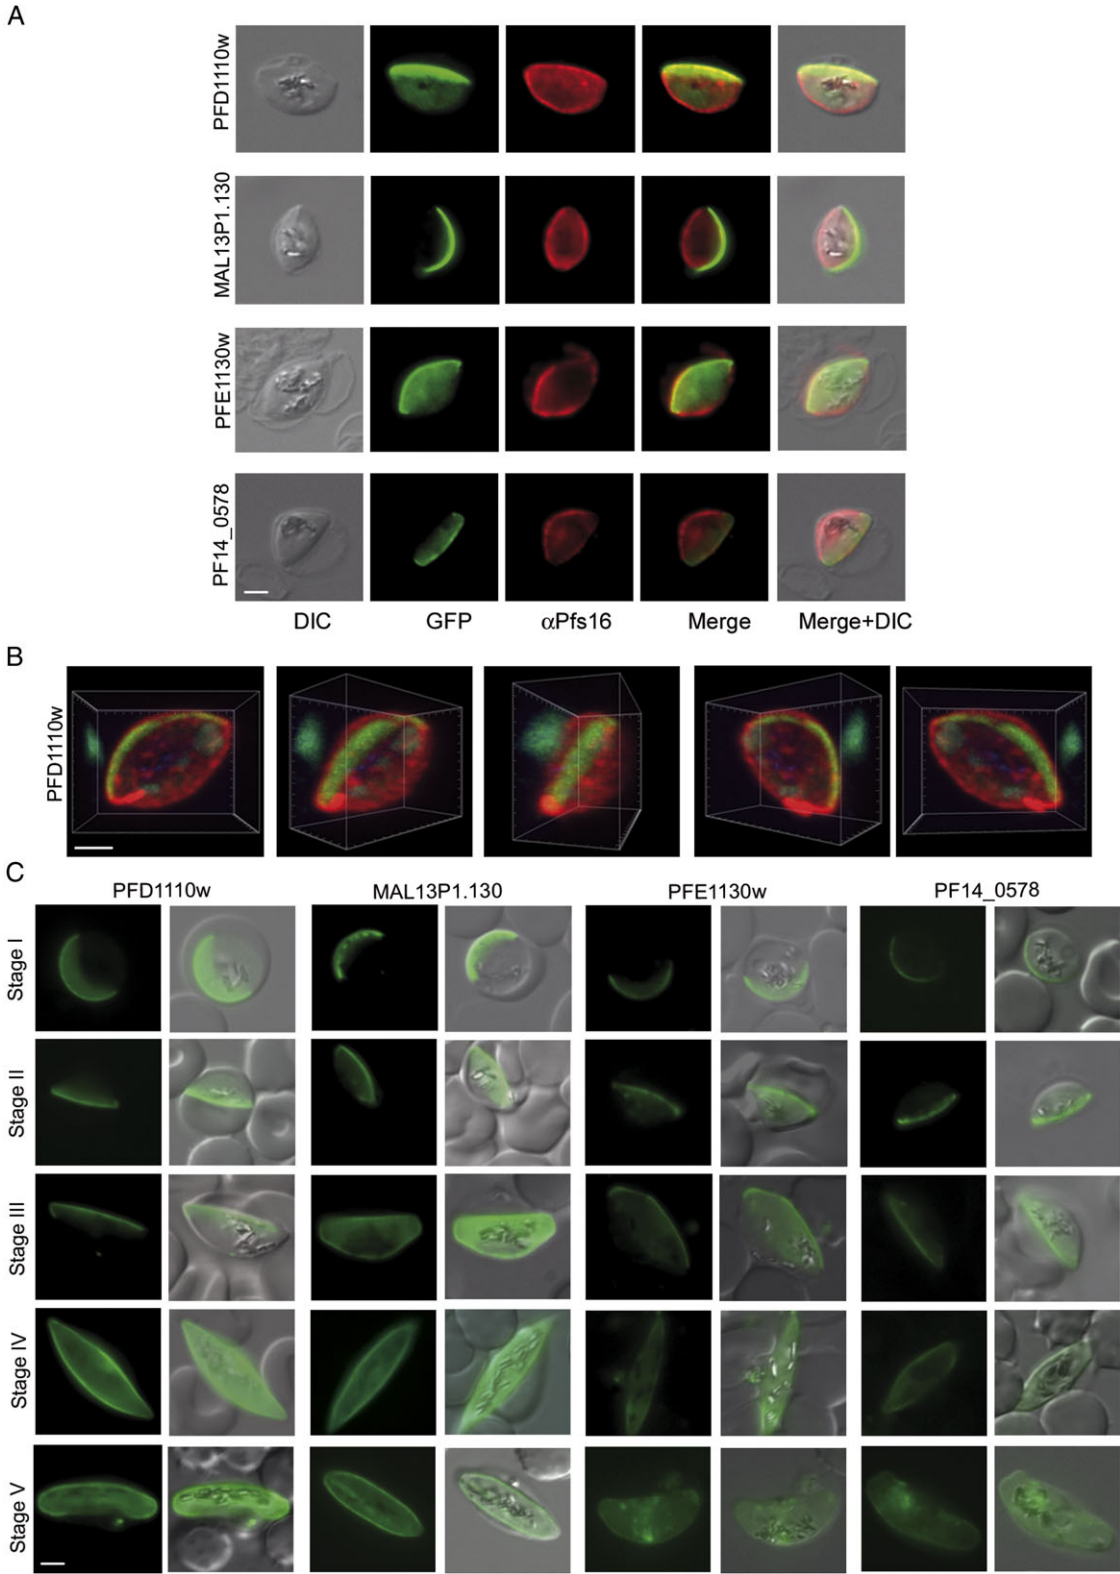 A
PFD1110w
MAL13P1.130
PFE1130w
PF14_0578
DIC GFP αPfs16 Merge Merge+DIC
B
PFD1110w
C
PFD1110w MAL13P1.130 PFE1130w PF14_0578
Stage I
Stage II
Stage III
Stage IV
Stage V